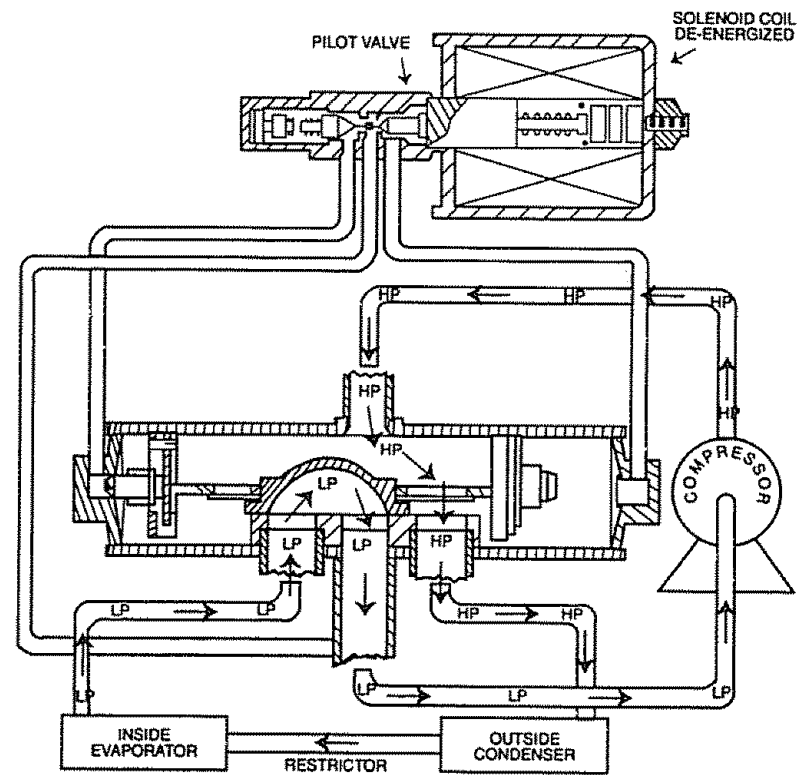 SOLENOID COIL
DE-ENERGIZED
PILOT VALVE
HP
HP
HP
HP
HP
HP
COMPRESSOR
LP
LP
LP
HP
LP
LP
HP
HP
LP
LP
LP
LP
INSIDE
EVAPORATOR
RESTRICTOR
OUTSIDE
CONDENSER